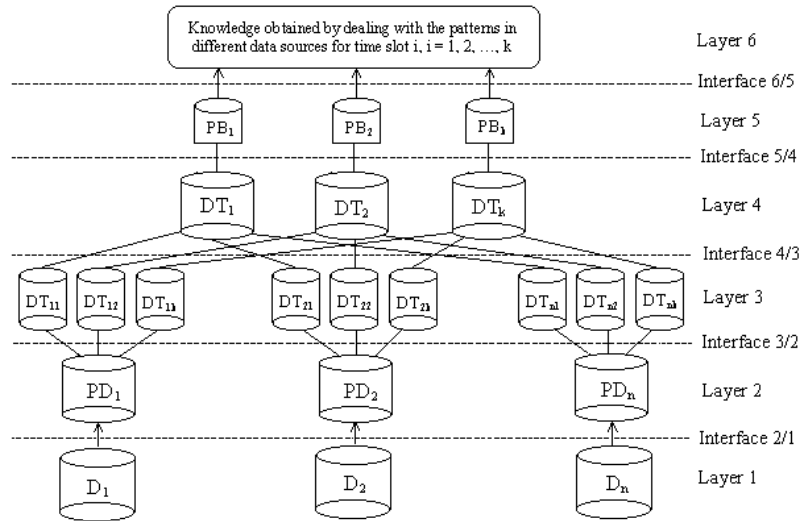 Knowledge obtained by dealing with the patterns in
different data sources for time slot i, i = 1, 2, ..., k
Layer 6
Interface 6/5
PB₁ PB₂ PBₖ
Layer 5
Interface 5/4
DT₁ DT₂ DTₖ
Layer 4
Interface 4/3
DT₁₁ DT₁₂ DT₁ₖ DT₂₁ DT₂₂ DT₂ₖ DTₙ₁ DTₙ₂ DTₙₖ
Layer 3
Interface 3/2
PD₁ PD₂ PDₙ
Layer 2
Interface 2/1
D₁ D₂ Dₙ
Layer 1